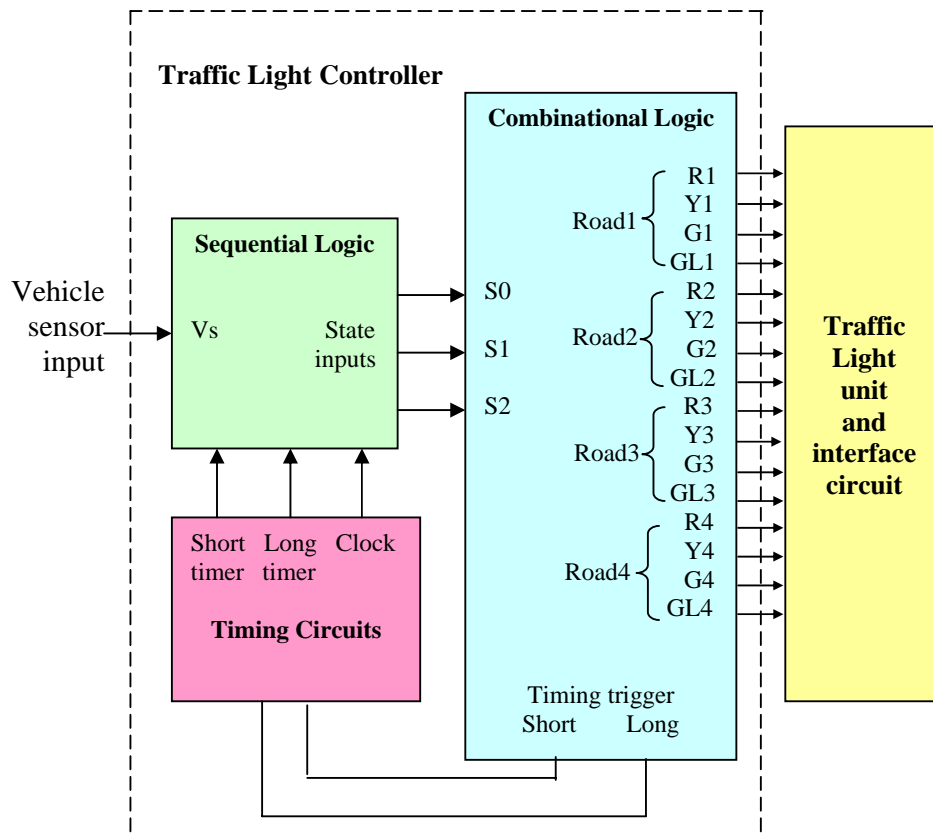 Traffic Light Controller
Vehicle
sensor
input
Sequential Logic
Vs
State
inputs
Short
timer
Long
timer
Clock
Timing Circuits
Combinational Logic
S0
S1
S2
Road1
R1
Y1
G1
GL1
Road2
R2
Y2
G2
GL2
Road3
R3
Y3
G3
GL3
Road4
R4
Y4
G4
GL4
Timing trigger
Short Long
Traffic
Light
unit
and
interface
circuit